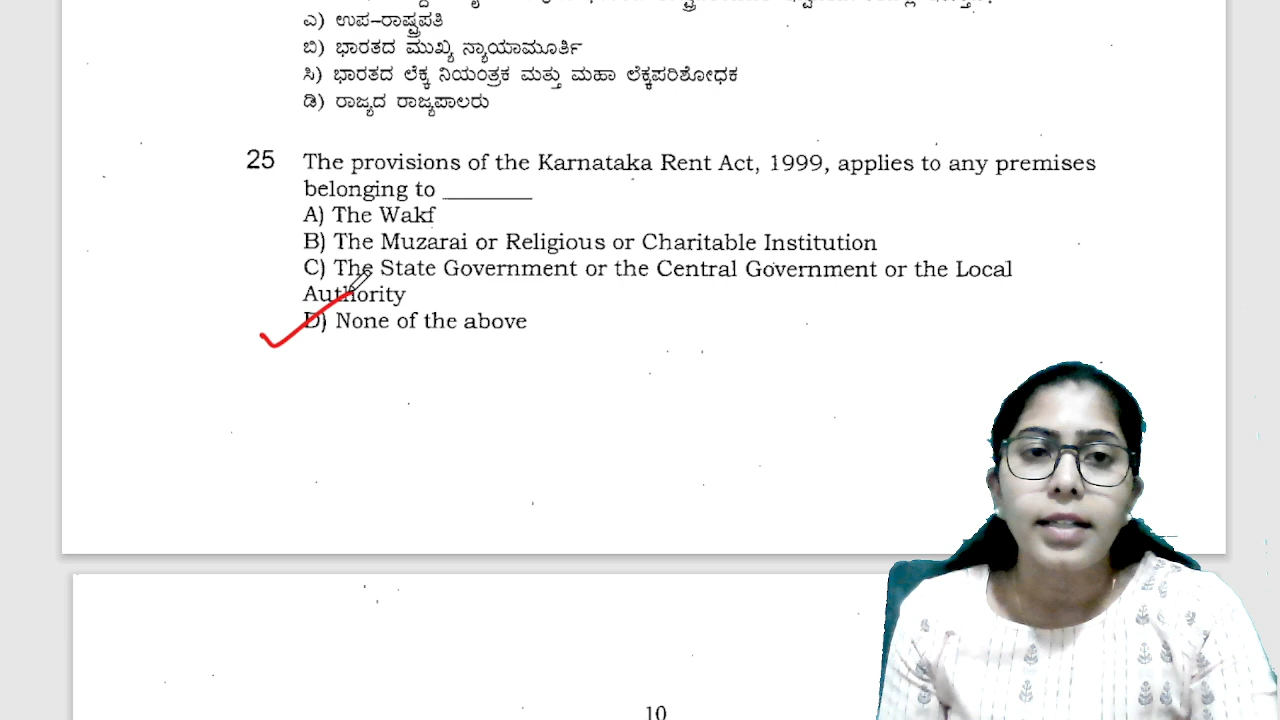 ಎ) ಉಪ-ರಾಷ್ಟ್ರಪತಿ
ಬಿ) ಭಾರತದ ಮುಖ್ಯ ನ್ಯಾಯಾಮೂರ್ತಿ
ಸಿ) ಭಾರತದ ಲೆಕ್ಕ ನಿಯಂತ್ರಕ ಮತ್ತು ಮಹಾ ಲೆಕ್ಕಪರಿಶೋಧಕ
ಡಿ) ರಾಜ್ಯದ ರಾಜ್ಯಪಾಲರು
25 The provisions of the Karnataka Rent Act, 1999, applies to any premises
belonging to ________
A) The Wakf
B) The Muzarai or Religious or Charitable Institution
C) The State Government or the Central Government or the Local
Authority
D) None of the above
10